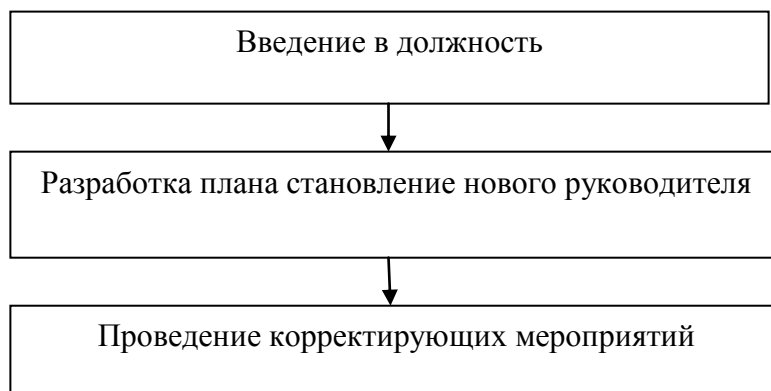 Введение в должность
Разработка плана становление нового руководителя
Проведение корректирующих мероприятий